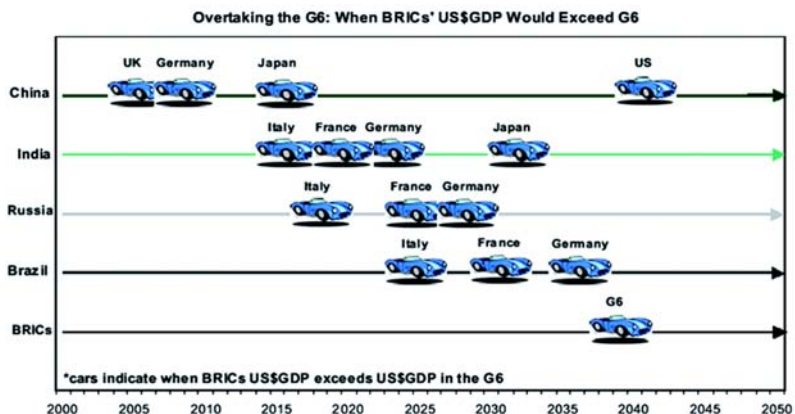 Overtaking the G6: When BRICs' US$GDP Would Exceed G6
UK Germany Japan US
China
Italy France Germany Japan
India
Italy France Germany
Russia
Italy France Germany
Brazil
G6
BRICs
*cars indicate when BRICs US$GDP exceeds US$GDP in the G6
2000 2005 2010 2015 2020 2025 2030 2035 2040 2045 2050